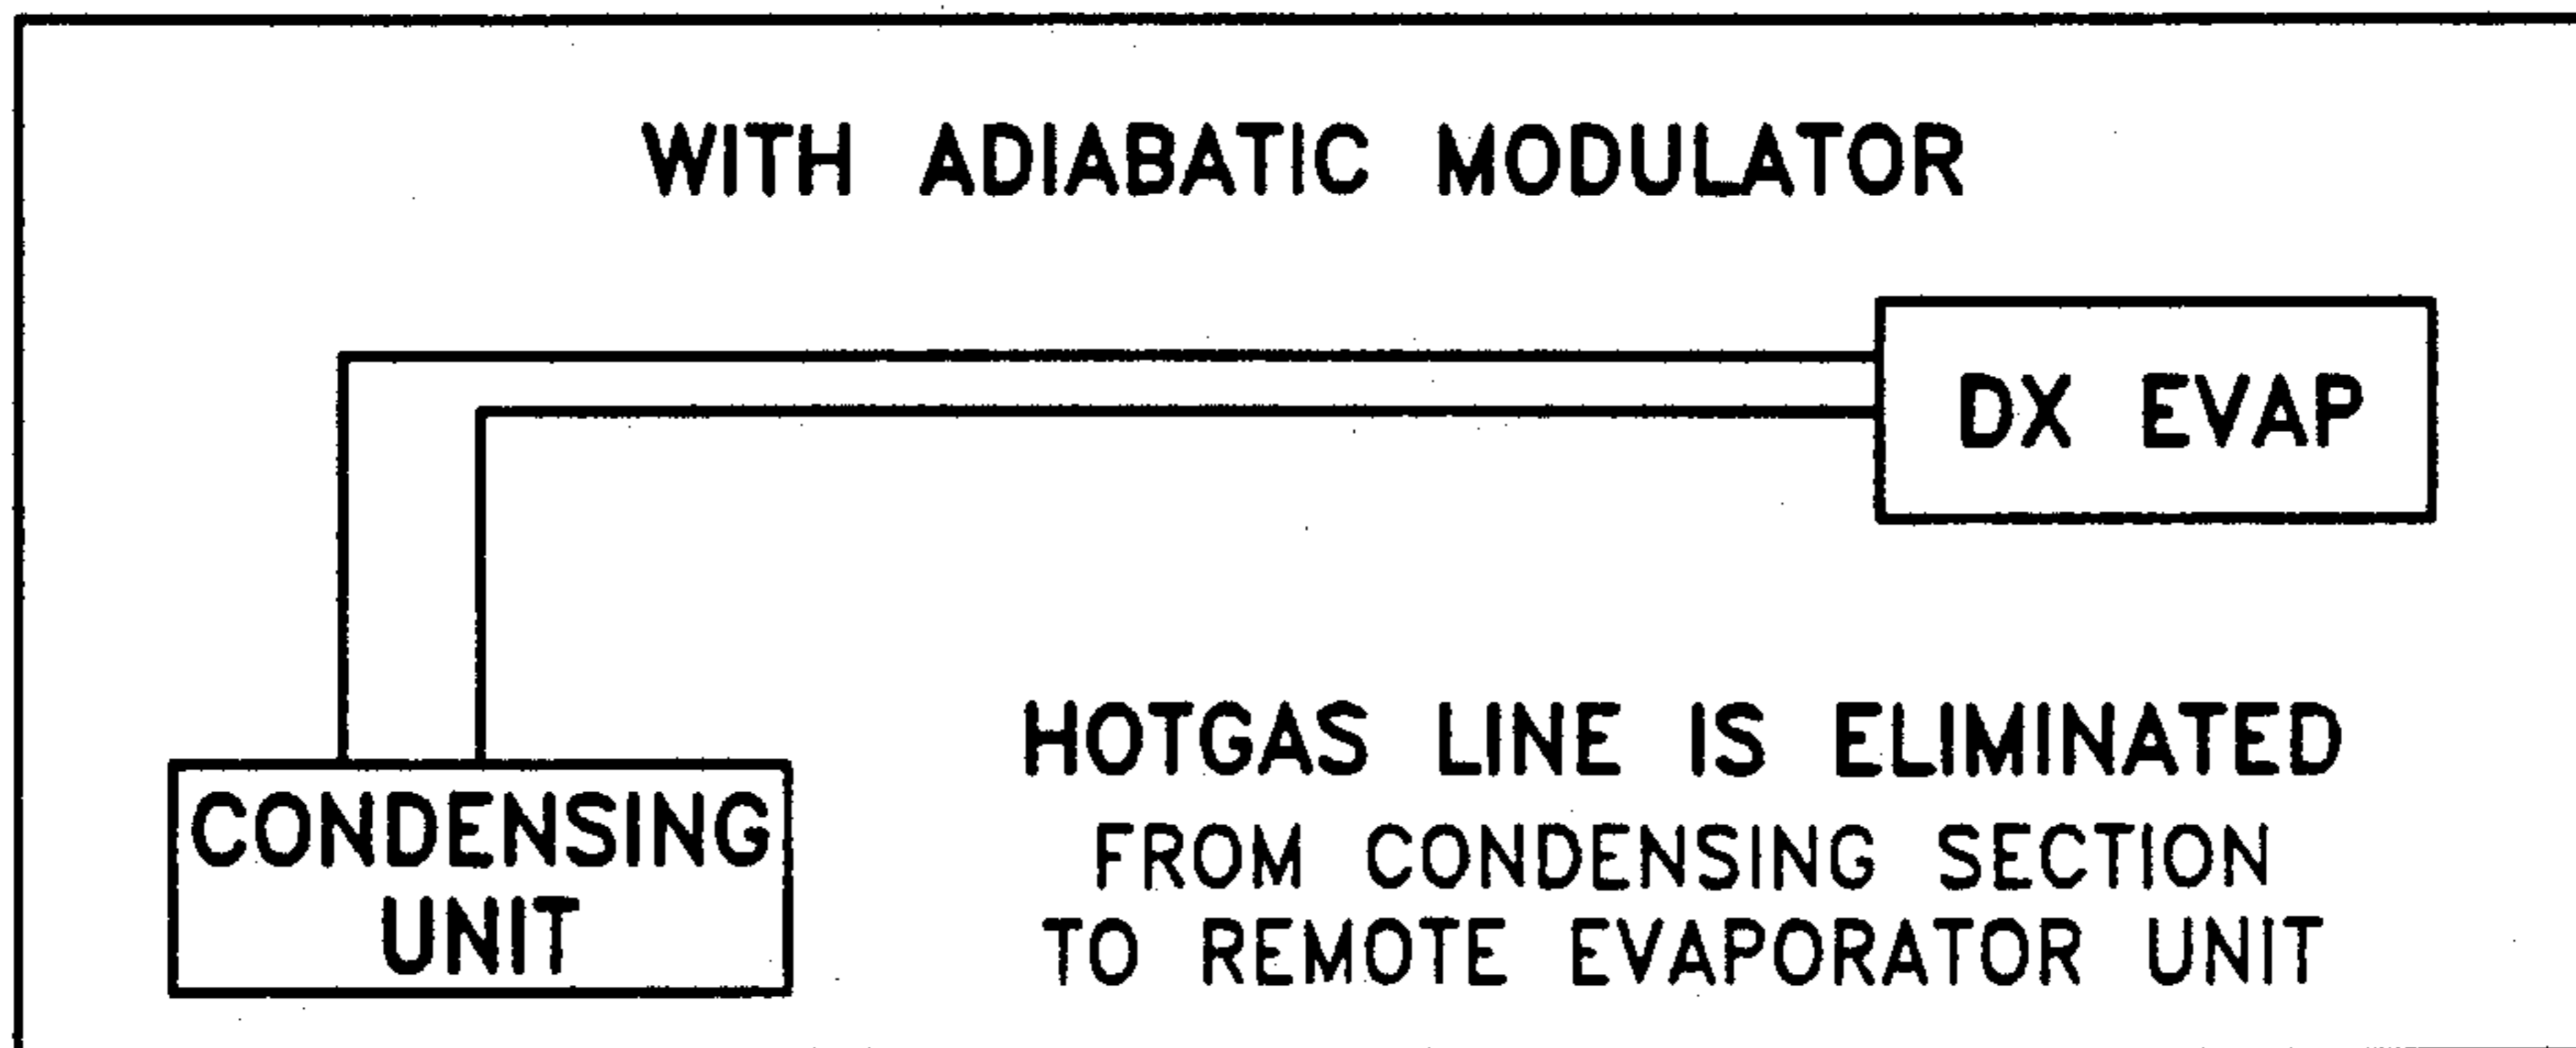 WITH ADIABATIC MODULATOR
DX EVAP
CONDENSING
UNIT
HOTGAS LINE IS ELIMINATED
FROM CONDENSING SECTION
TO REMOTE EVAPORATOR UNIT